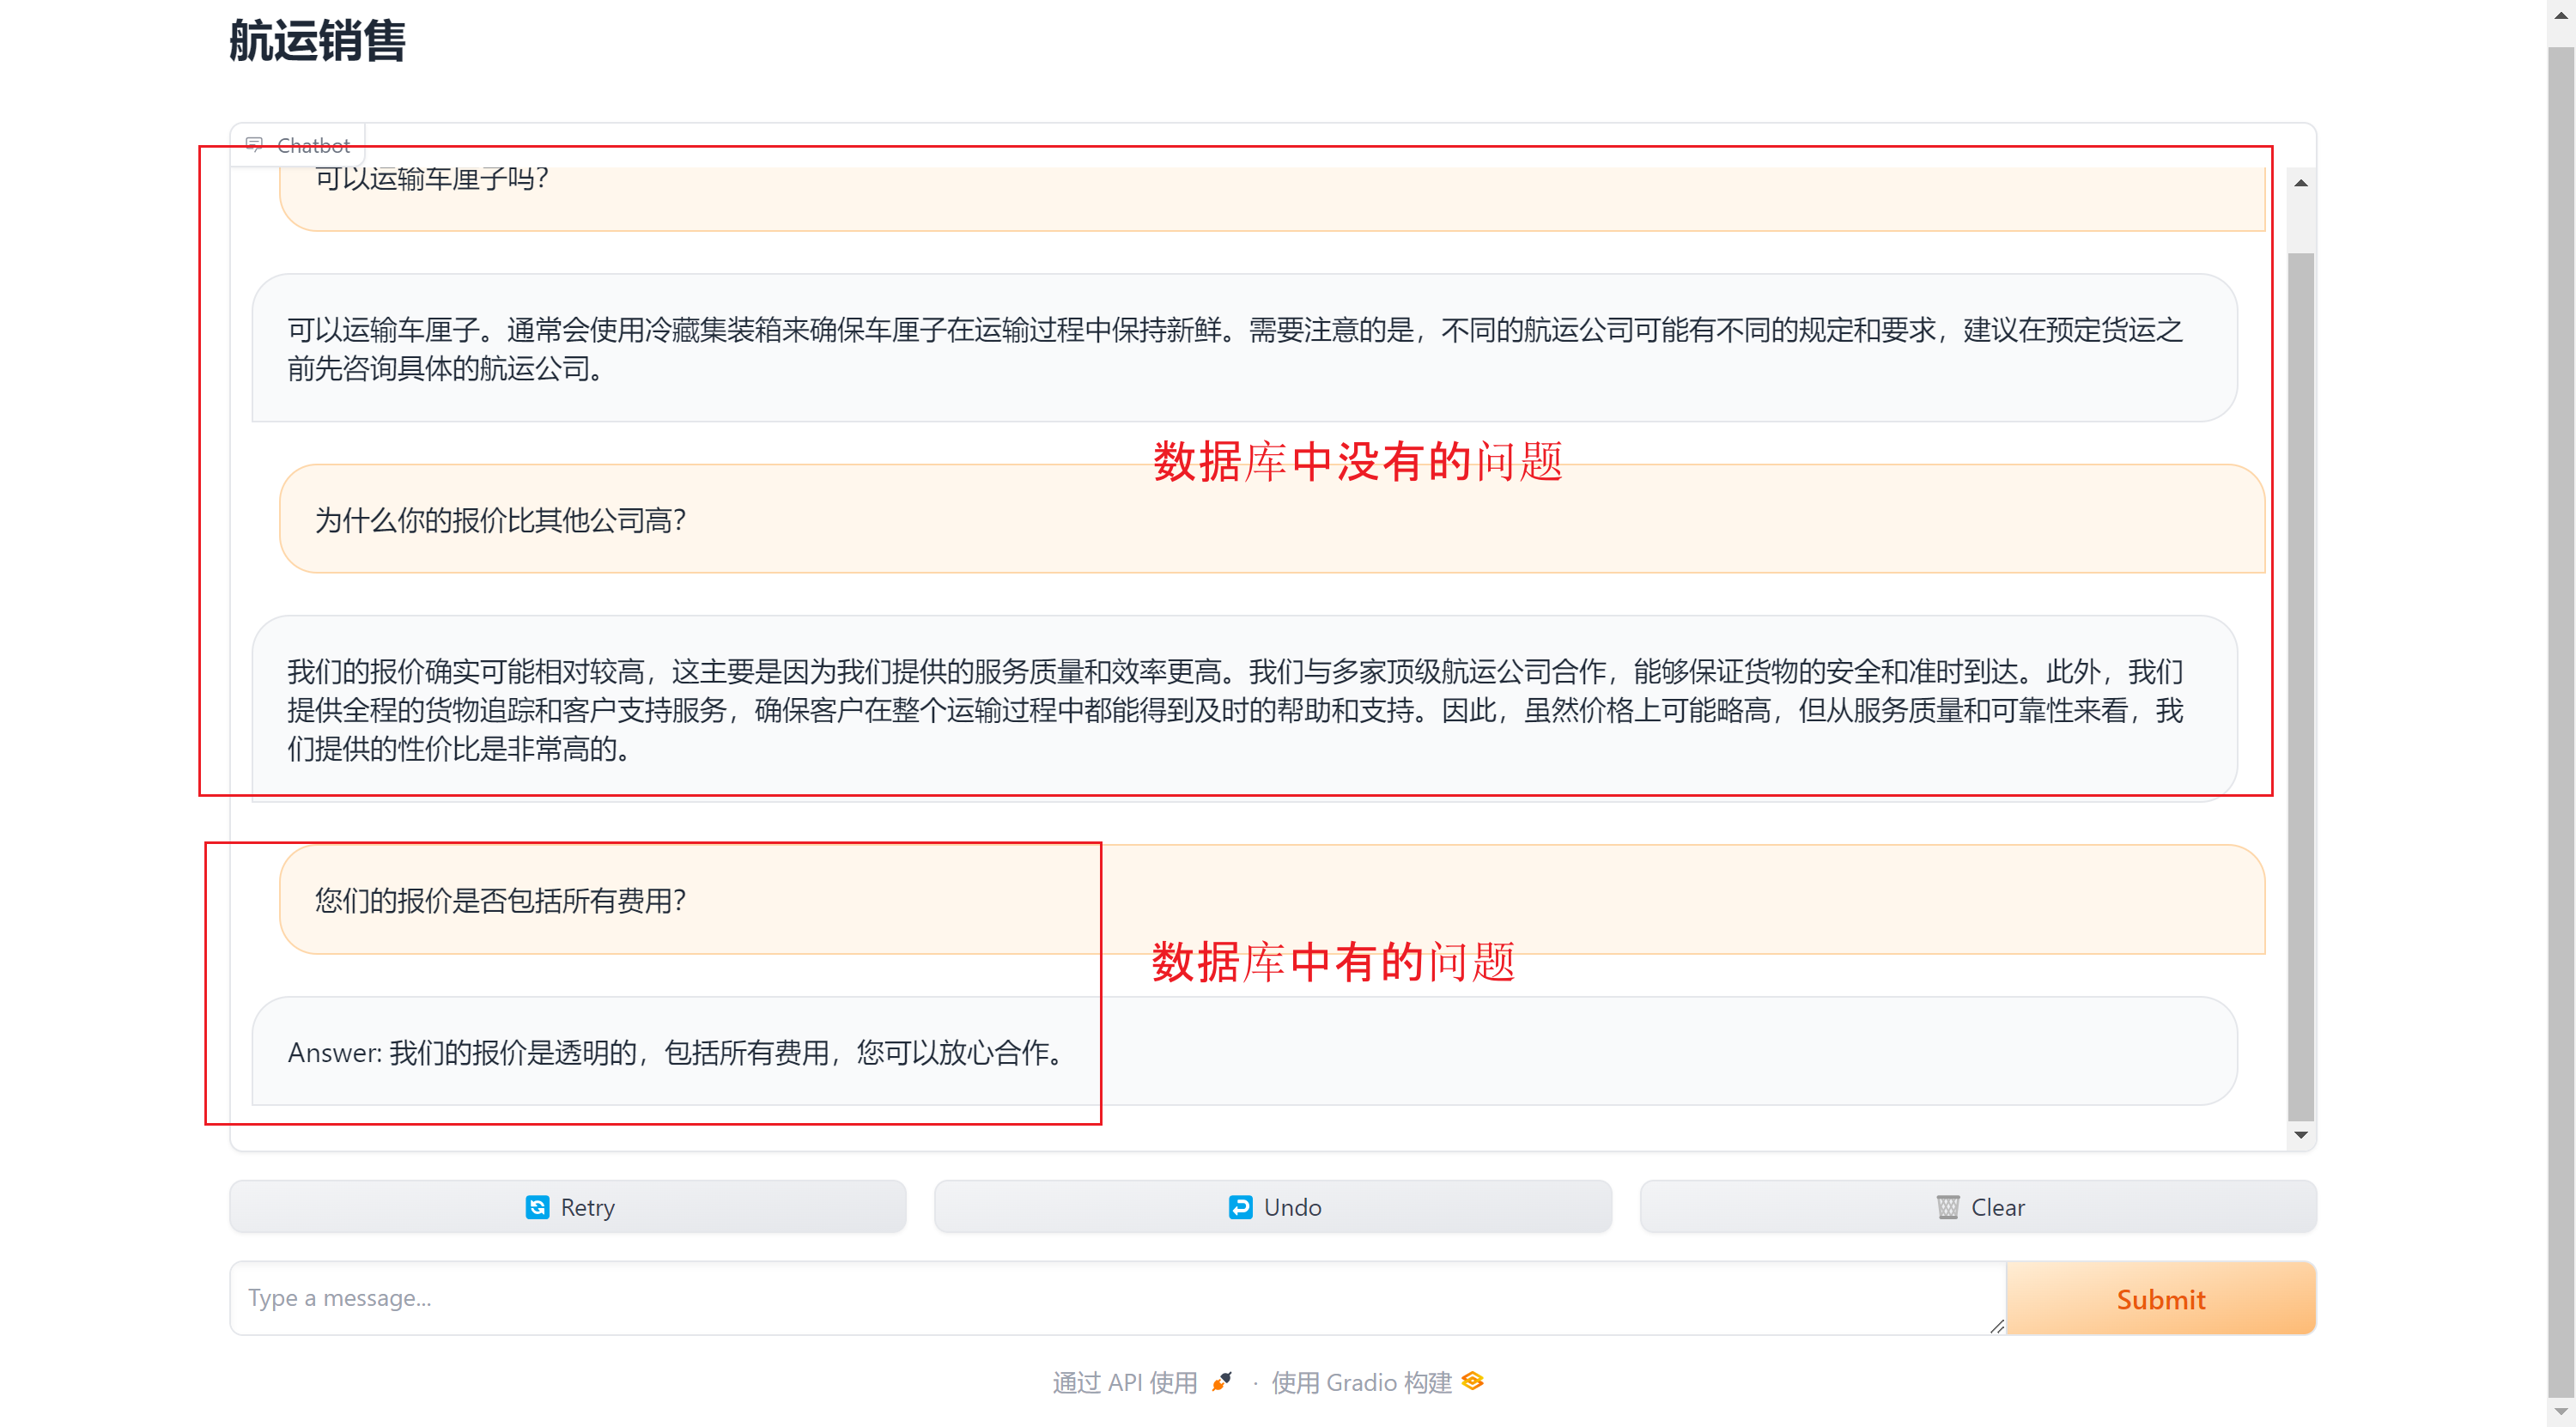 航运销售
Chatbot
可以运输车厘子吗？
可以运输车厘子。通常会使用冷藏集装箱来确保车厘子在运输过程中保持新鲜。需要注意的是，不同的航运公司可能有不同的规定和要求，建议在预定货运之
前先咨询具体的航运公司。
数据库中没有的问题
为什么你的报价比其他公司高？
我们的报价确实可能相对较高，这主要是因为我们提供的服务质量和效率更高。我们与多家顶级航运公司合作，能够保证货物的安全和准时到达。此外，我们
提供全程的货物追踪和客户支持服务，确保客户在整个运输过程中都能得到及时的帮助和支持。因此，虽然价格上可能略高，但从服务质量和可靠性来看，我
们提供的性价比是非常高的。
您们的报价是否包括所有费用？
数据库中有的问题
Answer: 我们的报价是透明的，包括所有费用，您可以放心合作。
Retry
Undo
Clear
Type a message...
Submit
通过 API 使用 · 使用 Gradio 构建